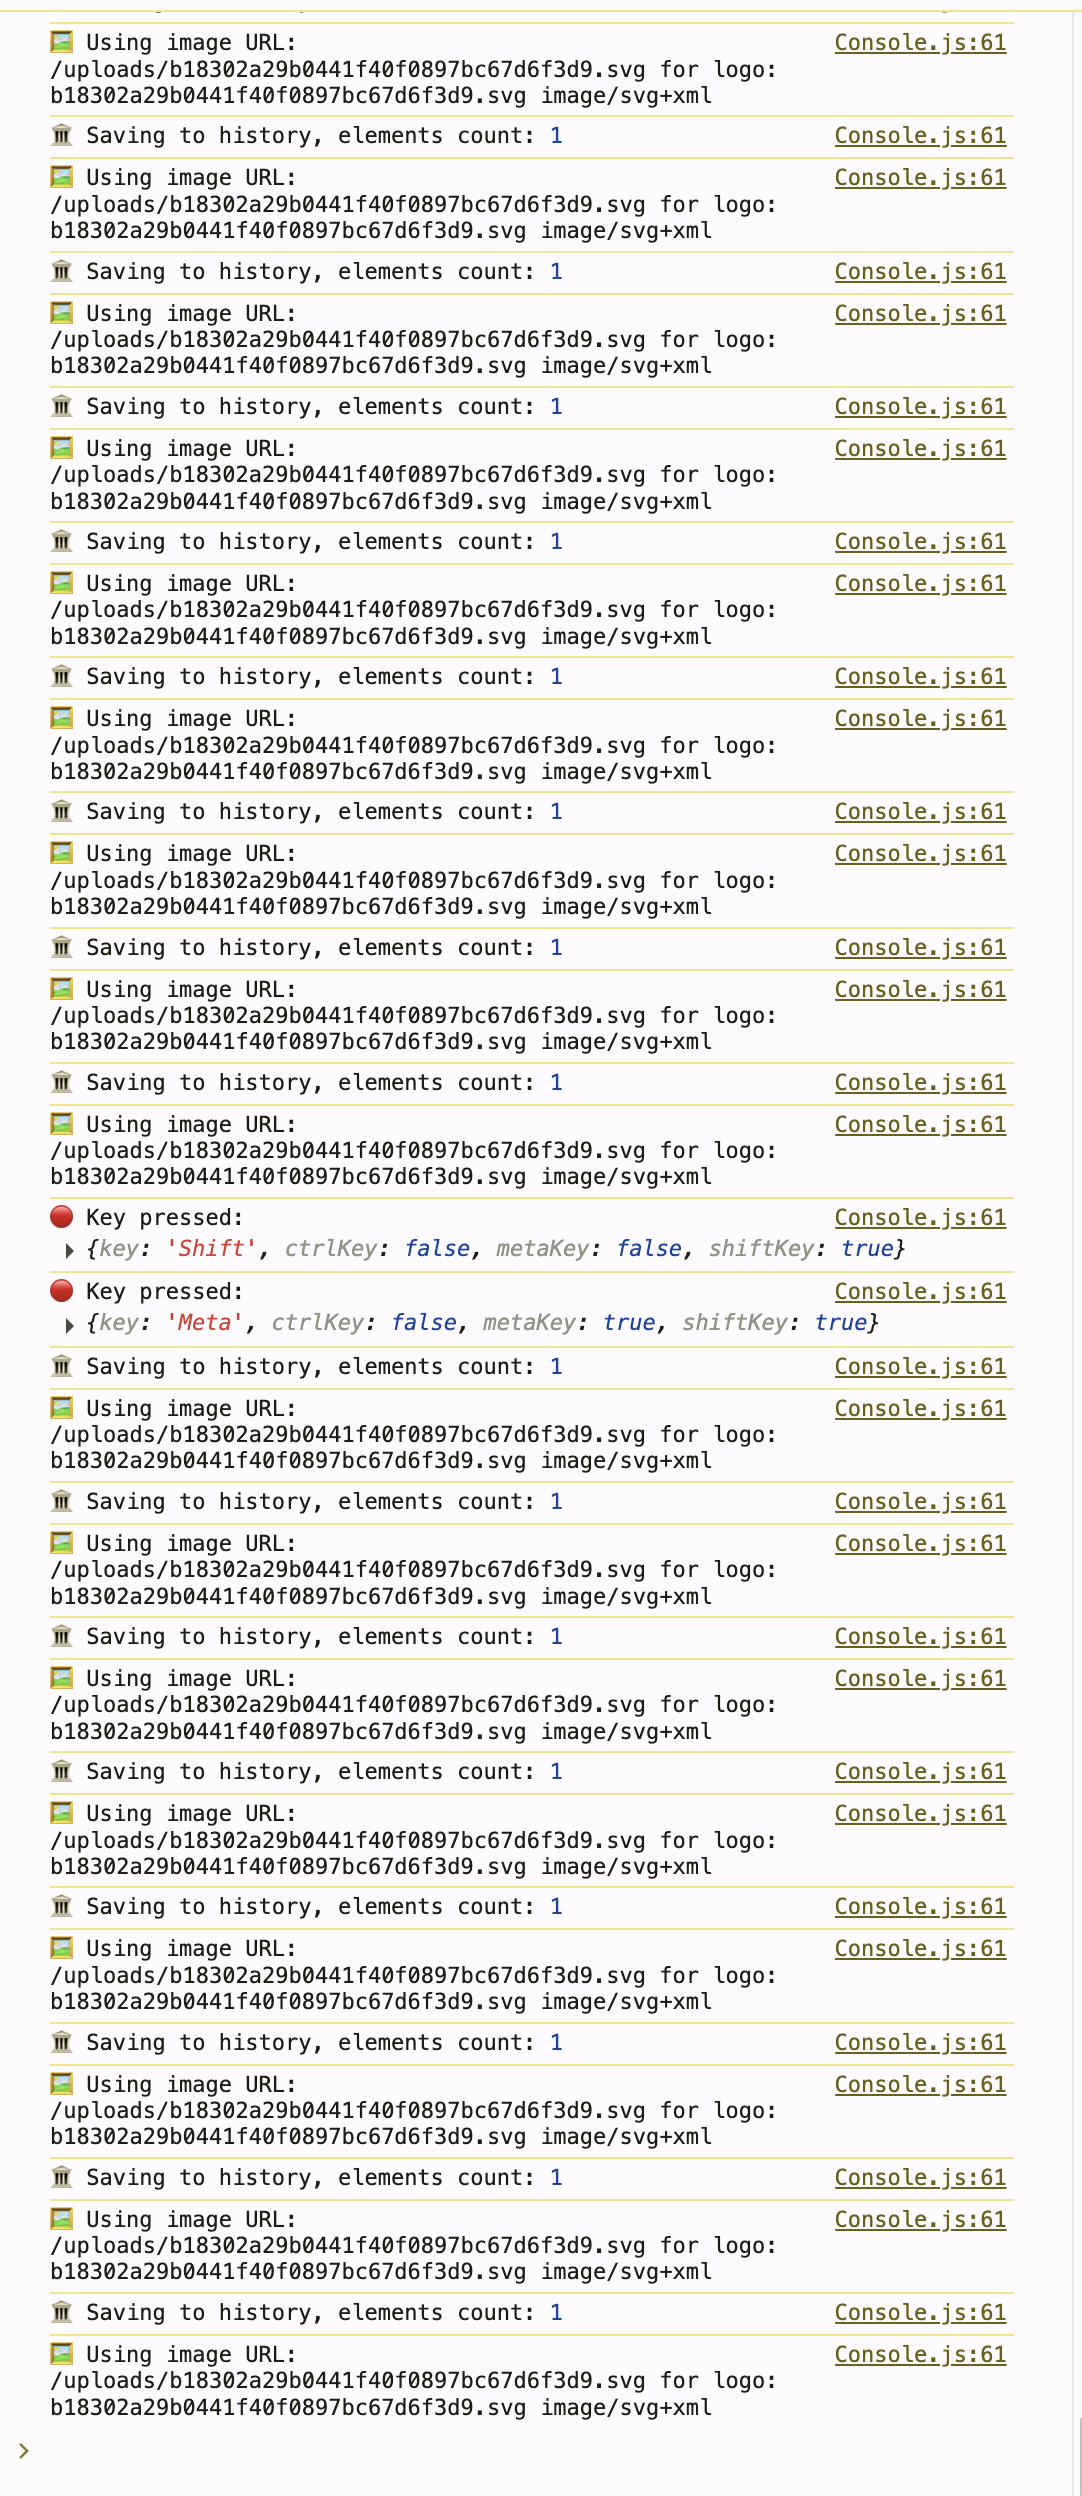 🖼️ Using image URL: Console.js:61
/uploads/b18302a29b0441f40f0897bc67d6f3d9.svg for logo:
b18302a29b0441f40f0897bc67d6f3d9.svg image/svg+xml
🏛️ Saving to history, elements count: 1 Console.js:61
🖼️ Using image URL: Console.js:61
/uploads/b18302a29b0441f40f0897bc67d6f3d9.svg for logo:
b18302a29b0441f40f0897bc67d6f3d9.svg image/svg+xml
🏛️ Saving to history, elements count: 1 Console.js:61
🖼️ Using image URL: Console.js:61
/uploads/b18302a29b0441f40f0897bc67d6f3d9.svg for logo:
b18302a29b0441f40f0897bc67d6f3d9.svg image/svg+xml
🏛️ Saving to history, elements count: 1 Console.js:61
🖼️ Using image URL: Console.js:61
/uploads/b18302a29b0441f40f0897bc67d6f3d9.svg for logo:
b18302a29b0441f40f0897bc67d6f3d9.svg image/svg+xml
🏛️ Saving to history, elements count: 1 Console.js:61
🖼️ Using image URL: Console.js:61
/uploads/b18302a29b0441f40f0897bc67d6f3d9.svg for logo:
b18302a29b0441f40f0897bc67d6f3d9.svg image/svg+xml
🏛️ Saving to history, elements count: 1 Console.js:61
🖼️ Using image URL: Console.js:61
/uploads/b18302a29b0441f40f0897bc67d6f3d9.svg for logo:
b18302a29b0441f40f0897bc67d6f3d9.svg image/svg+xml
🏛️ Saving to history, elements count: 1 Console.js:61
🖼️ Using image URL: Console.js:61
/uploads/b18302a29b0441f40f0897bc67d6f3d9.svg for logo:
b18302a29b0441f40f0897bc67d6f3d9.svg image/svg+xml
🏛️ Saving to history, elements count: 1 Console.js:61
🖼️ Using image URL: Console.js:61
/uploads/b18302a29b0441f40f0897bc67d6f3d9.svg for logo:
b18302a29b0441f40f0897bc67d6f3d9.svg image/svg+xml
🏛️ Saving to history, elements count: 1 Console.js:61
🖼️ Using image URL: Console.js:61
/uploads/b18302a29b0441f40f0897bc67d6f3d9.svg for logo:
b18302a29b0441f40f0897bc67d6f3d9.svg image/svg+xml
🔴 Key pressed: Console.js:61
▶ {key: 'Shift', ctrlKey: false, metaKey: false, shiftKey: true}
🔴 Key pressed: Console.js:61
▶ {key: 'Meta', ctrlKey: false, metaKey: true, shiftKey: true}
🏛️ Saving to history, elements count: 1 Console.js:61
🖼️ Using image URL: Console.js:61
/uploads/b18302a29b0441f40f0897bc67d6f3d9.svg for logo:
b18302a29b0441f40f0897bc67d6f3d9.svg image/svg+xml
🏛️ Saving to history, elements count: 1 Console.js:61
🖼️ Using image URL: Console.js:61
/uploads/b18302a29b0441f40f0897bc67d6f3d9.svg for logo:
b18302a29b0441f40f0897bc67d6f3d9.svg image/svg+xml
🏛️ Saving to history, elements count: 1 Console.js:61
🖼️ Using image URL: Console.js:61
/uploads/b18302a29b0441f40f0897bc67d6f3d9.svg for logo:
b18302a29b0441f40f0897bc67d6f3d9.svg image/svg+xml
🏛️ Saving to history, elements count: 1 Console.js:61
🖼️ Using image URL: Console.js:61
/uploads/b18302a29b0441f40f0897bc67d6f3d9.svg for logo:
b18302a29b0441f40f0897bc67d6f3d9.svg image/svg+xml
🏛️ Saving to history, elements count: 1 Console.js:61
🖼️ Using image URL: Console.js:61
/uploads/b18302a29b0441f40f0897bc67d6f3d9.svg for logo:
b18302a29b0441f40f0897bc67d6f3d9.svg image/svg+xml
🏛️ Saving to history, elements count: 1 Console.js:61
🖼️ Using image URL: Console.js:61
/uploads/b18302a29b0441f40f0897bc67d6f3d9.svg for logo:
b18302a29b0441f40f0897bc67d6f3d9.svg image/svg+xml
🏛️ Saving to history, elements count: 1 Console.js:61
🖼️ Using image URL: Console.js:61
/uploads/b18302a29b0441f40f0897bc67d6f3d9.svg for logo:
b18302a29b0441f40f0897bc67d6f3d9.svg image/svg+xml
🏛️ Saving to history, elements count: 1 Console.js:61
🖼️ Using image URL: Console.js:61
/uploads/b18302a29b0441f40f0897bc67d6f3d9.svg for logo:
b18302a29b0441f40f0897bc67d6f3d9.svg image/svg+xml
>